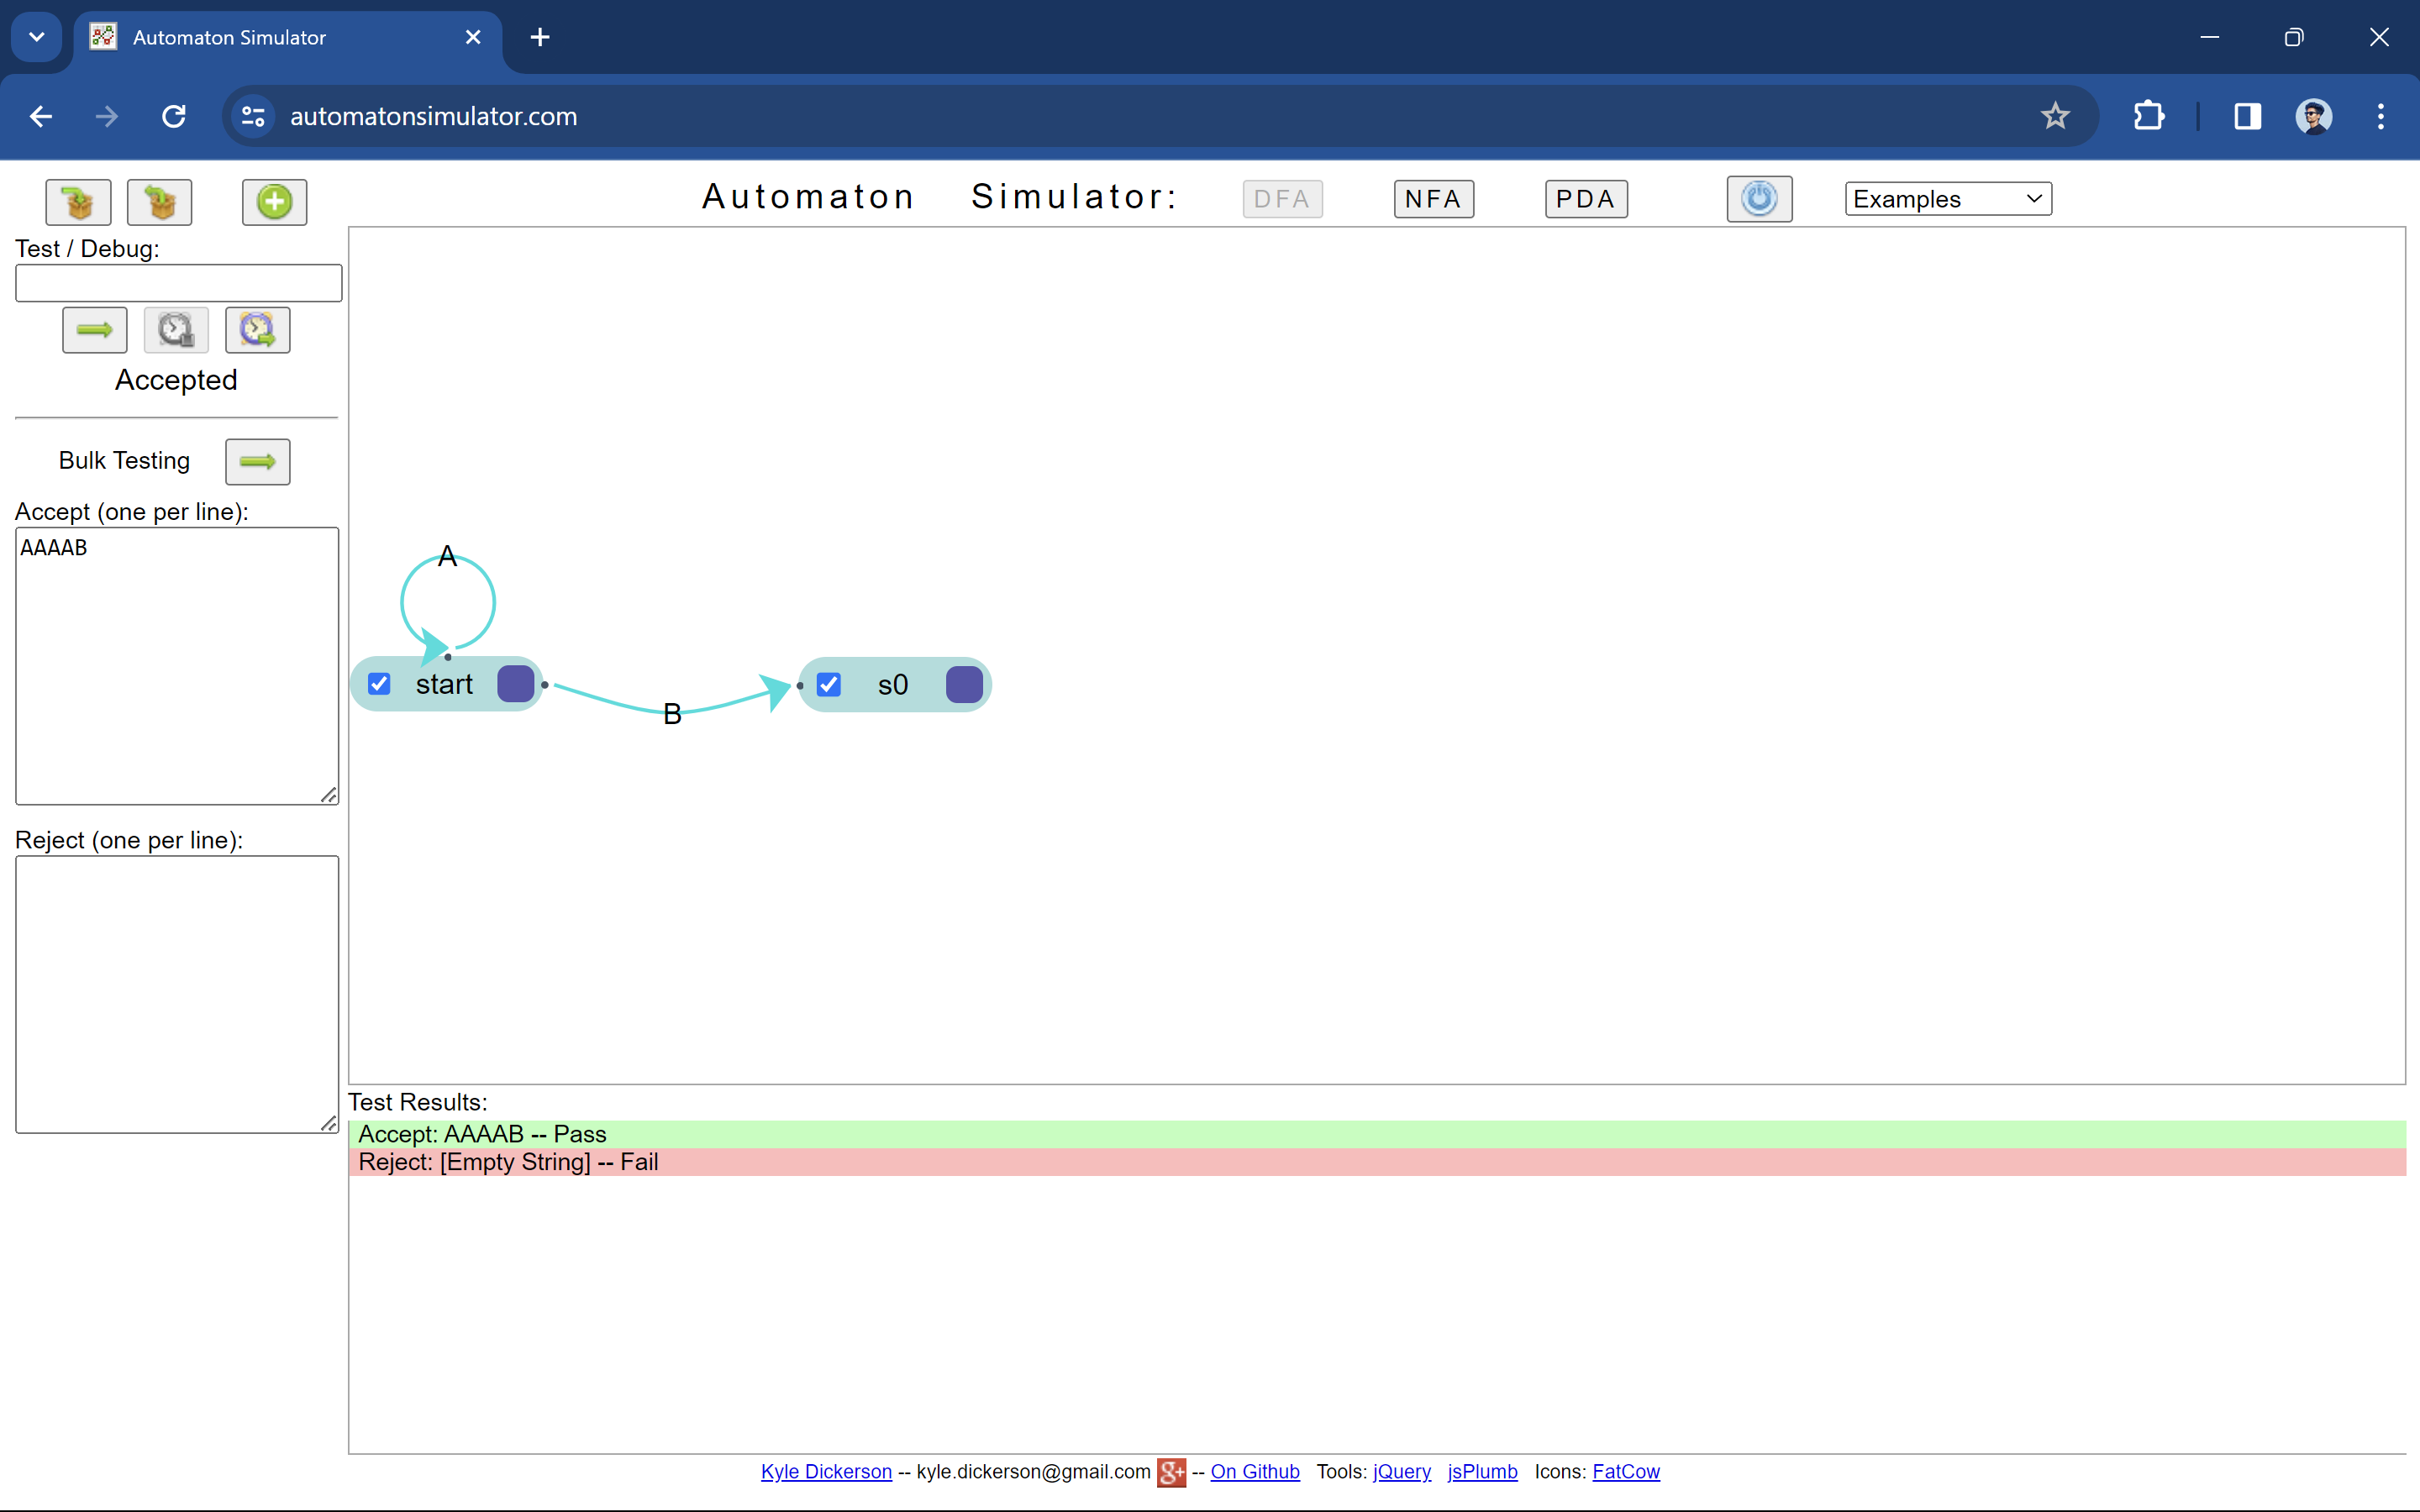 Automaton Simulator
automatonsimulator.com
Automaton Simulator: DFA NFA PDA Examples
Test / Debug:
Accepted
Bulk Testing
Accept (one per line):
AAAAB
Reject (one per line):
A
start
B
s0
Test Results:
Accept: AAAAB -- Pass
Reject: [Empty String] -- Fail
Kyle Dickerson -- kyle.dickerson@gmail.com g+ -- On Github Tools: jQuery jsPlumb Icons: FatCow